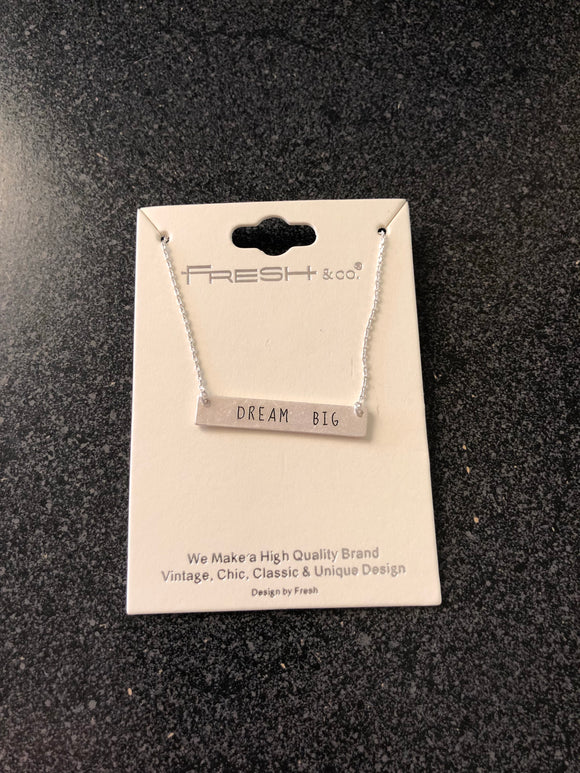 FRESH & CO.®
DREAM BIG
We Make a High Quality Brand
Vintage, Chic, Classic & Unique Design
Design by Fresh